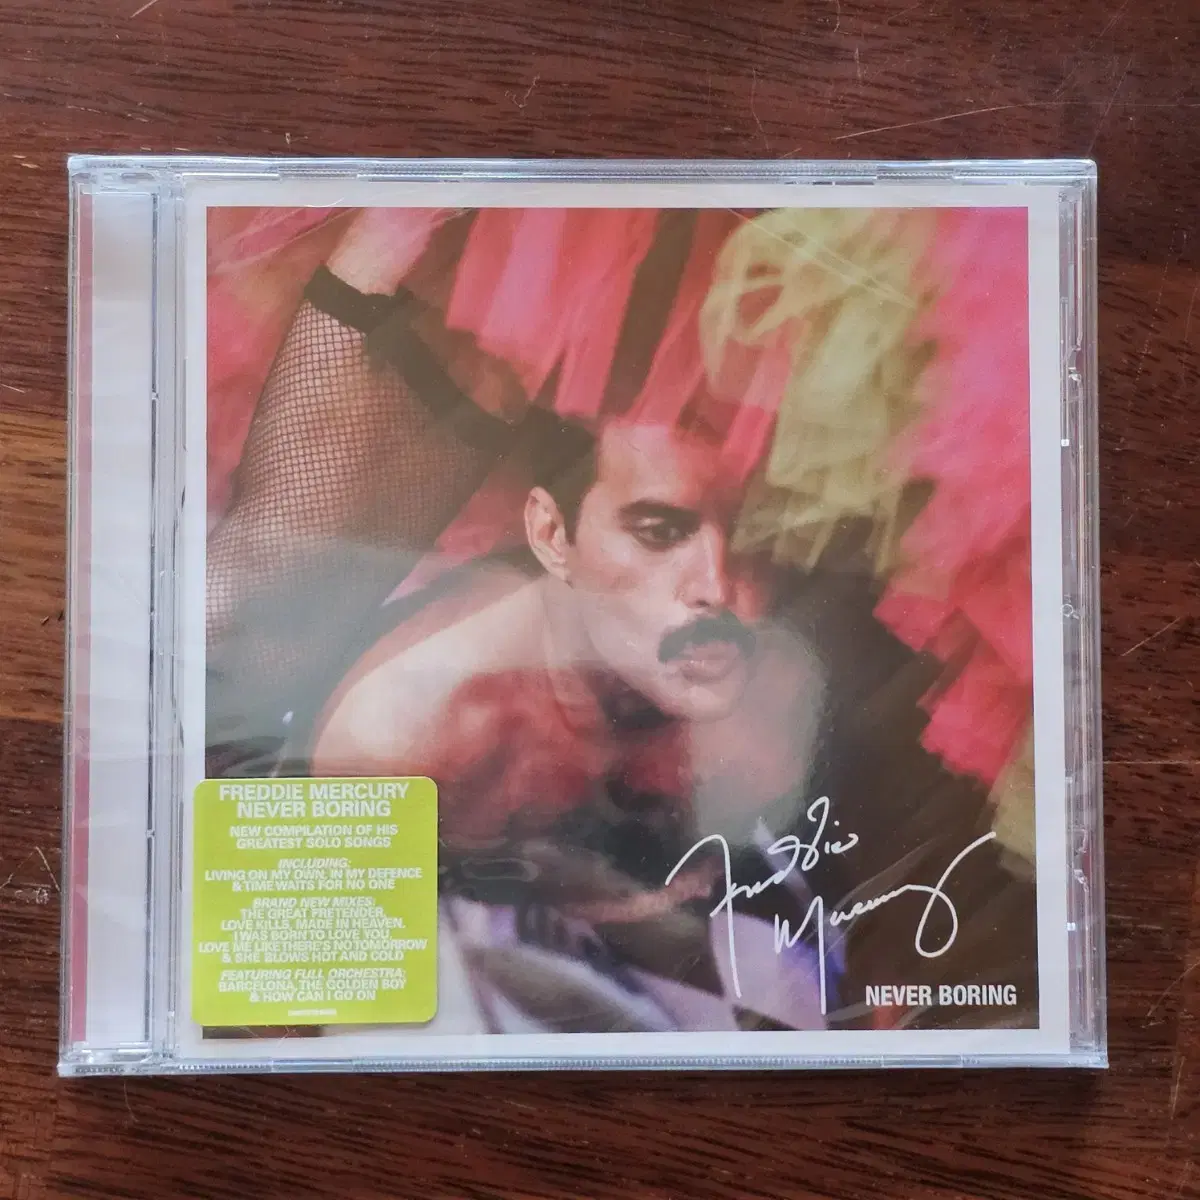 FREDDIE MERCURY
NEVER BORING
NEW COMPILATION OF HIS
GREATEST SOLO SONGS
INCLUDING:
LIVING ON MY OWN, IN MY DEFENCE
& TIME WAITS FOR NO ONE
BRAND NEW MIXES:
THE GREAT PRETENDER,
LOVE KILLS, MADE IN HEAVEN,
I WAS BORN TO LOVE YOU,
LOVE ME LIKE THERE'S NO TOMORROW
& SHE BLOWS HOT AND COLD
FEATURING FULL ORCHESTRA:
BARCELONA, THE GOLDEN BOY
& HOW CAN I GO ON
Freddie
Mercury
NEVER BORING